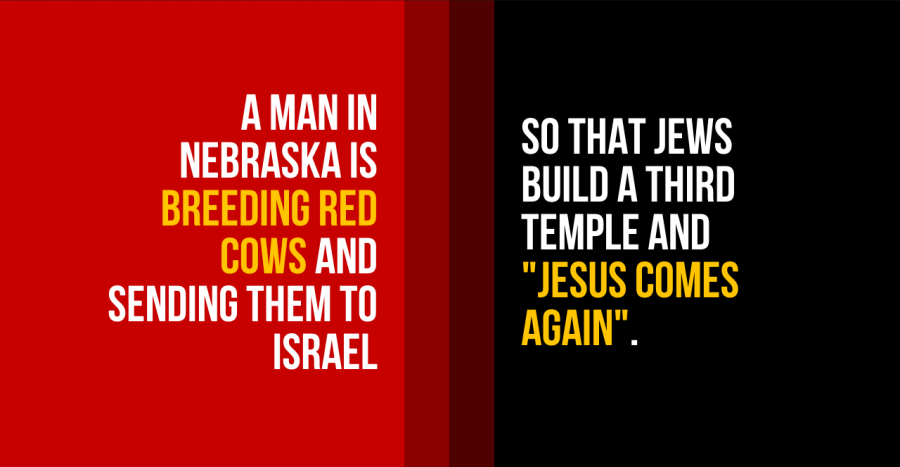 A MAN IN
NEBRASKA IS
BREEDING RED
COWS AND
SENDING THEM TO
ISRAEL
SO THAT JEWS
BUILD A THIRD
TEMPLE AND
"JESUS COMES
AGAIN".